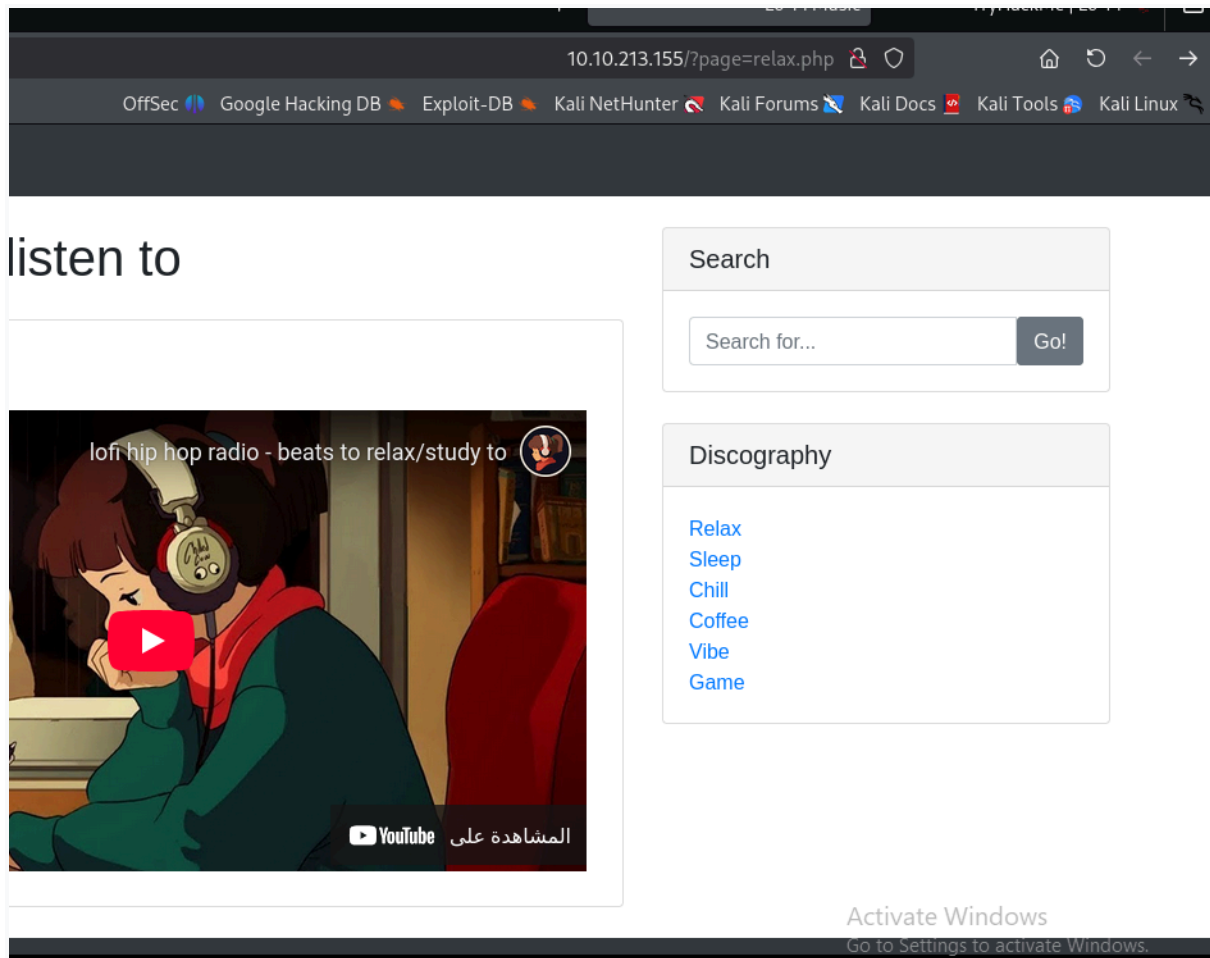 10.10.213.155/?page=relax.php
OffSec Google Hacking DB Exploit-DB Kali NetHunter Kali Forums Kali Docs Kali Tools Kali Linux
listen to
Search
Search for... Go!
lofi hip hop radio - beats to relax/study to
Discography
Relax
Sleep
Chill
Coffee
Vibe
Game
المشاهدة على YouTube
Activate Windows
Go to Settings to activate Windows.